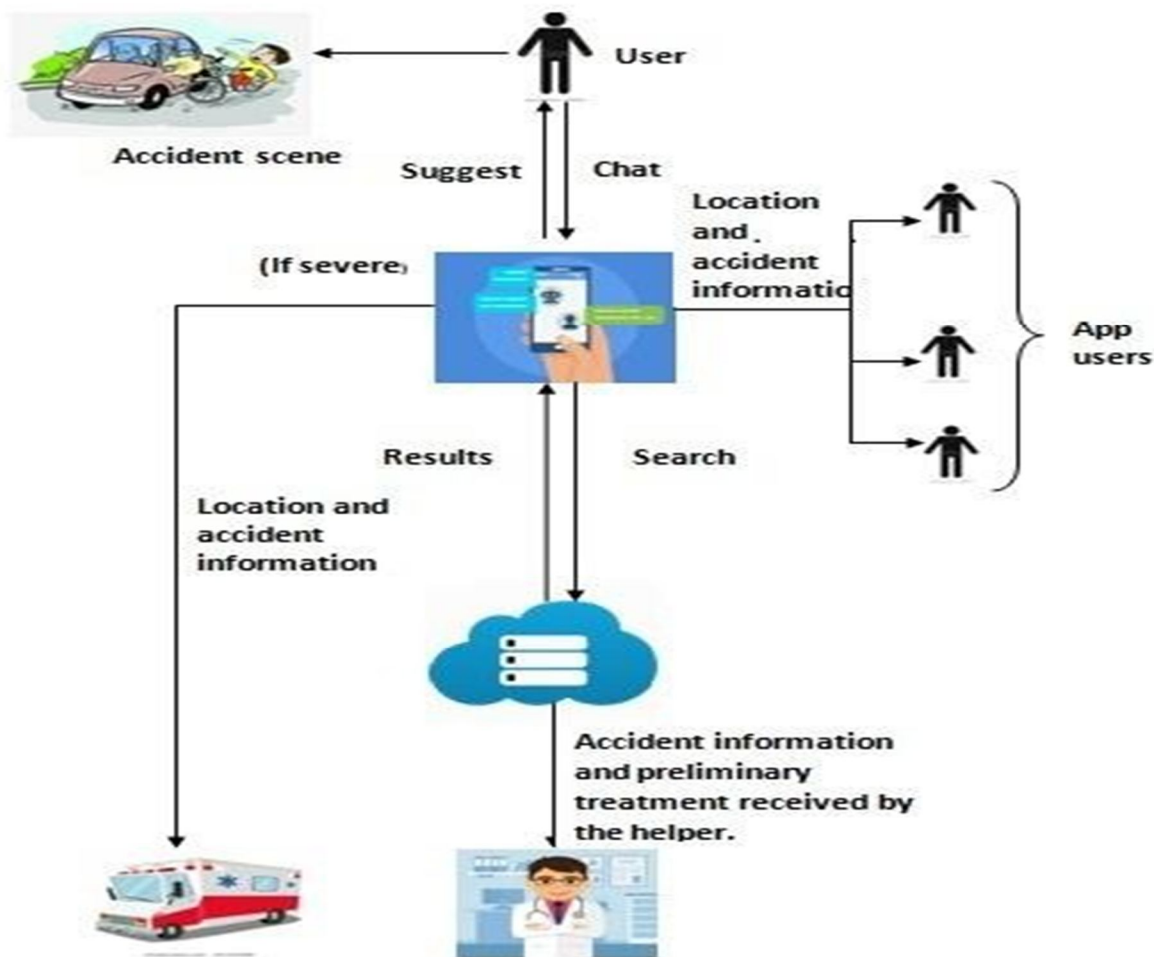 User
Accident scene
Suggest
Chat
Location
and .
accident
informatic
(If severe)
App
users
Results
Search
Location and
accident
information
Accident information
and preliminary
treatment received by
the helper.